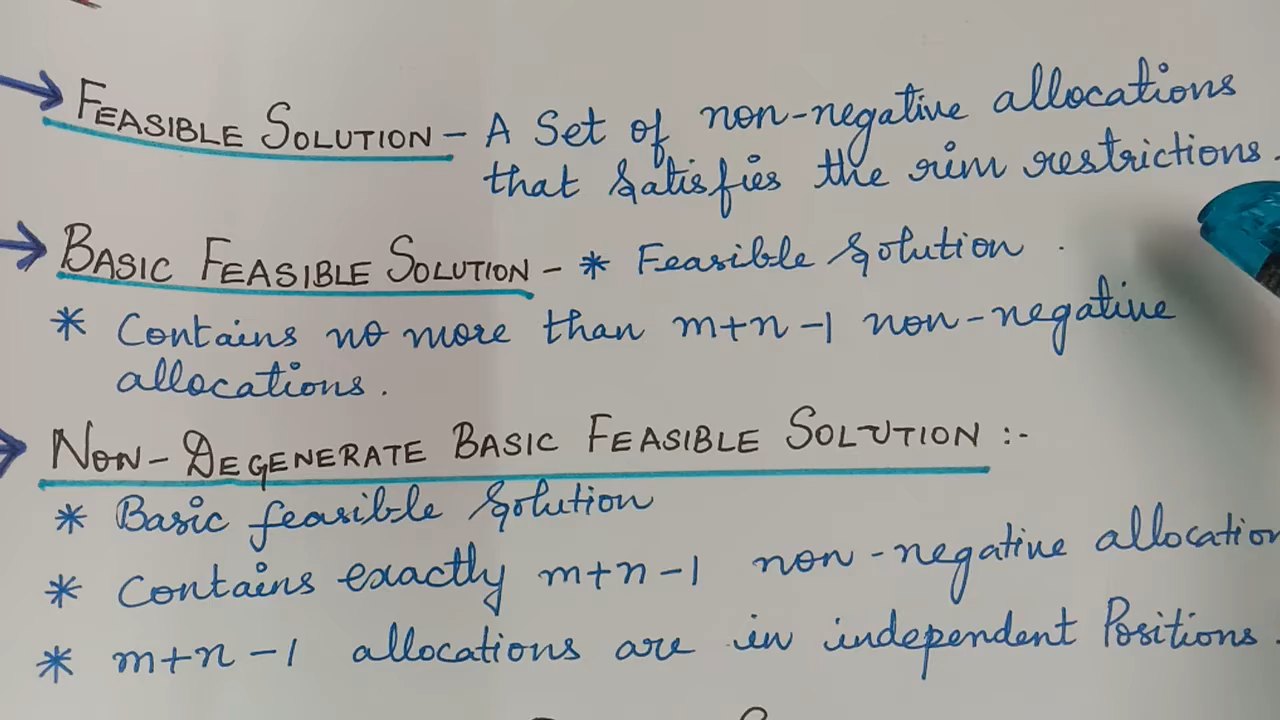 → FEASIBLE SOLUTION - A Set of non-negative allocations
that satisfies the rim restrictions.
→ BASIC FEASIBLE SOLUTION - * Feasible Solution.
* Contains no more than m+n-1 non-negative
allocations.
→ NON-DEGENERATE BASIC FEASIBLE SOLUTION :-
* Basic feasible Solution
* Contains exactly m+n-1 non-negative allocation
* m+n-1 allocations are in independent Positions.